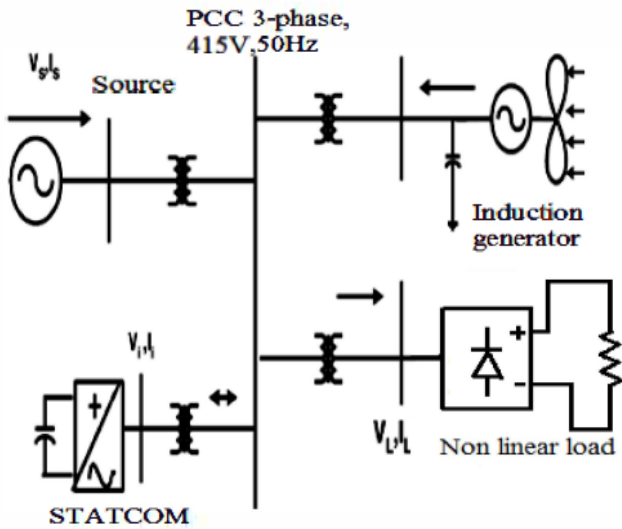 PCC 3-phase,
415V,50Hz
Vs,Is
Source
Induction
generator
Vi,Ii
+
-
+
VL,IL
Non linear load
STATCOM